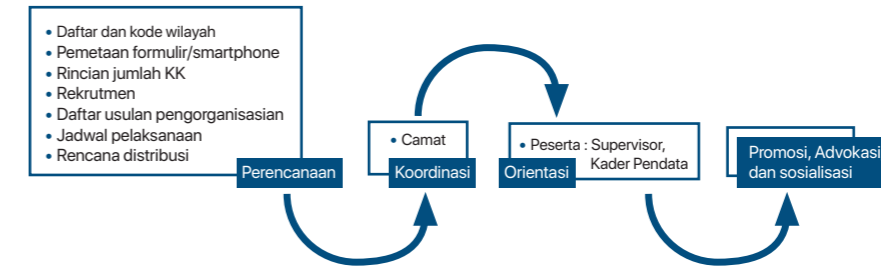 • Daftar dan kode wilayah
• Pemetaan formulir/smartphone
• Rincian jumlah KK
• Rekrutmen
• Daftar usulan pengorganisasian
• Jadwal pelaksanaan
• Rencana distribusi
Perencanaan
• Camat
Koordinasi
• Peserta : Supervisor,
Kader Pendata
Orientasi
Promosi, Advokasi
dan sosialisasi